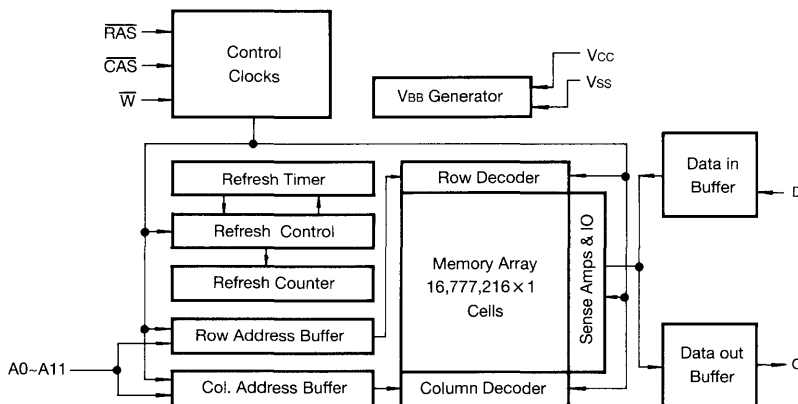 RAS
CAS
W
Control
Clocks
VBB Generator
Vcc
Vss
Refresh Timer
Refresh Control
Refresh Counter
Row Address Buffer
Col. Address Buffer
A0~A11
Row Decoder
Memory Array
16,777,216×1
Cells
Sense Amps & IO
Column Decoder
Data in
Buffer
Data out
Buffer